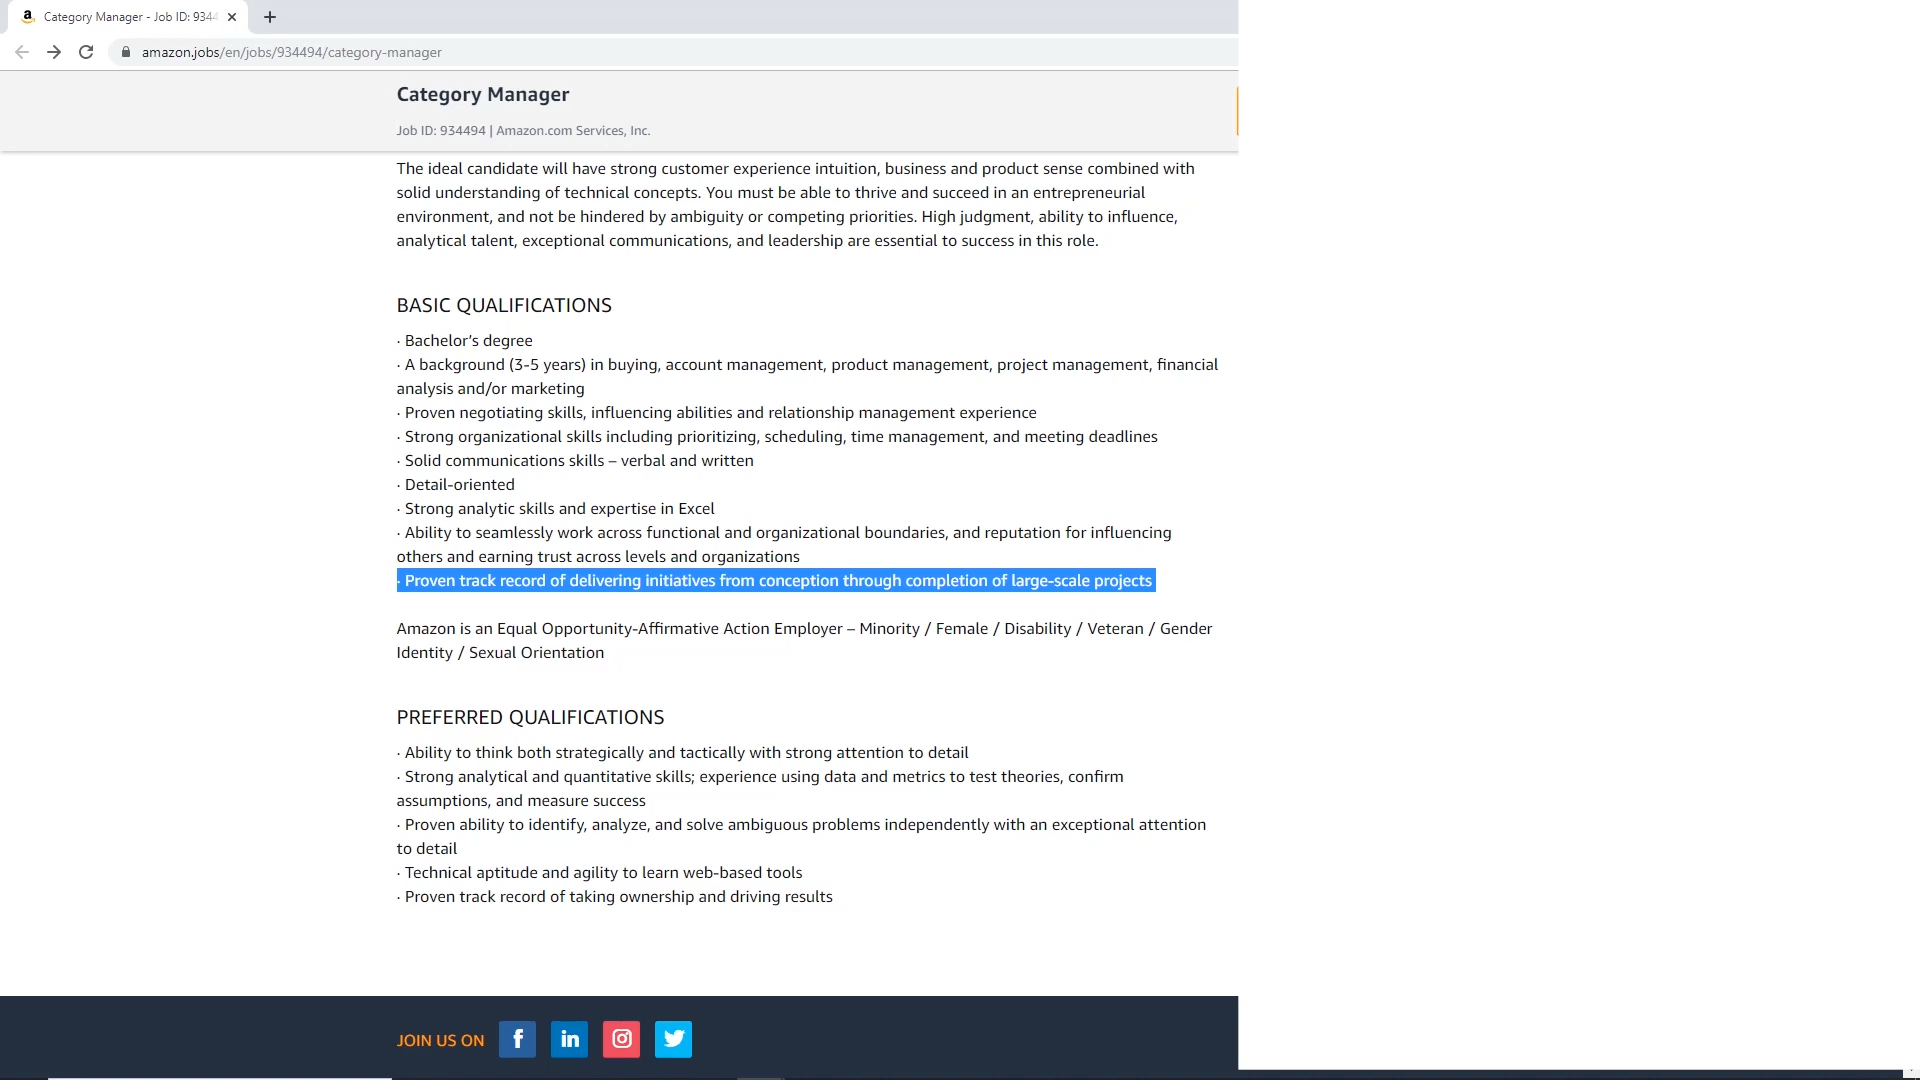 Category Manager - Job ID: 9344
amazon.jobs/en/jobs/934494/category-manager
Category Manager
Job ID: 934494 | Amazon.com Services, Inc.
The ideal candidate will have strong customer experience intuition, business and product sense combined with
solid understanding of technical concepts. You must be able to thrive and succeed in an entrepreneurial
environment, and not be hindered by ambiguity or competing priorities. High judgment, ability to influence,
analytical talent, exceptional communications, and leadership are essential to success in this role.
BASIC QUALIFICATIONS
· Bachelor’s degree
· A background (3-5 years) in buying, account management, product management, project management, financial
analysis and/or marketing
· Proven negotiating skills, influencing abilities and relationship management experience
· Strong organizational skills including prioritizing, scheduling, time management, and meeting deadlines
· Solid communications skills – verbal and written
· Detail-oriented
· Strong analytic skills and expertise in Excel
· Ability to seamlessly work across functional and organizational boundaries, and reputation for influencing
others and earning trust across levels and organizations
· Proven track record of delivering initiatives from conception through completion of large-scale projects
Amazon is an Equal Opportunity-Affirmative Action Employer – Minority / Female / Disability / Veteran / Gender
Identity / Sexual Orientation
PREFERRED QUALIFICATIONS
· Ability to think both strategically and tactically with strong attention to detail
· Strong analytical and quantitative skills; experience using data and metrics to test theories, confirm
assumptions, and measure success
· Proven ability to identify, analyze, and solve ambiguous problems independently with an exceptional attention
to detail
· Technical aptitude and agility to learn web-based tools
· Proven track record of taking ownership and driving results
JOIN US ON